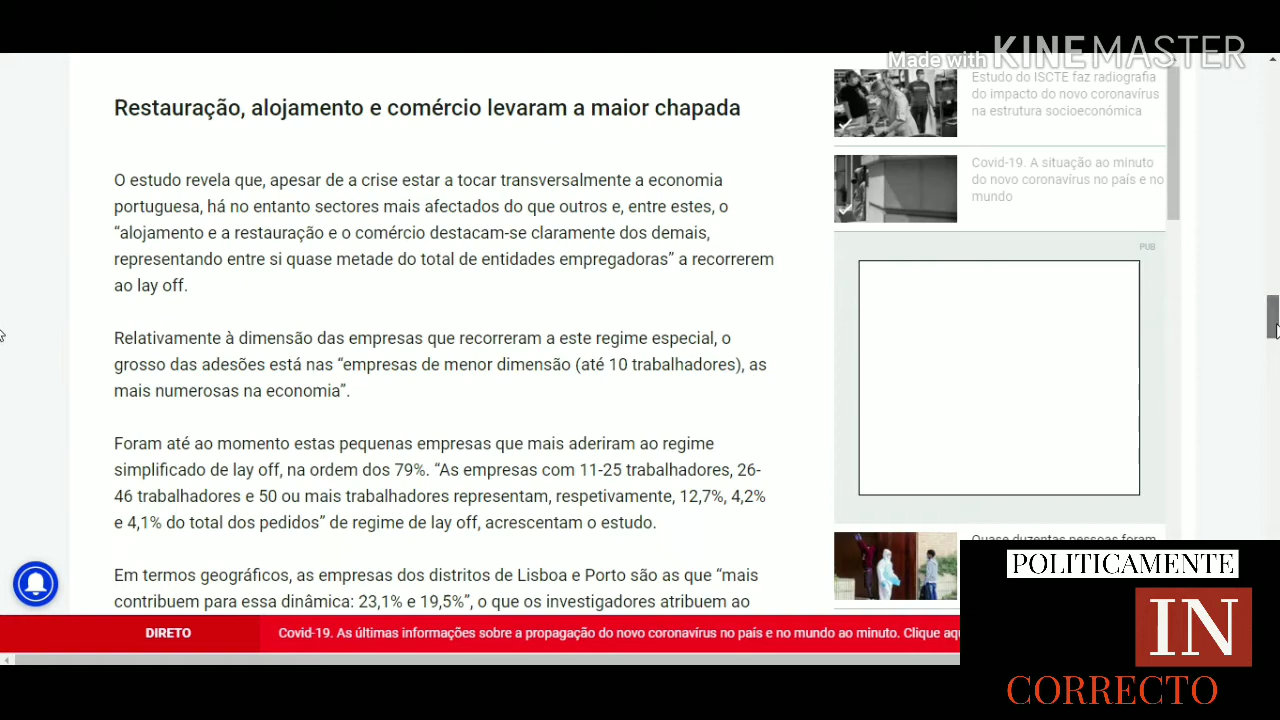 Made with KINEMASTER
Restauração, alojamento e comércio levaram a maior chapada
O estudo revela que, apesar de a crise estar a tocar transversalmente a economia
portuguesa, há no entanto sectores mais afectados do que outros e, entre estes, o
“alojamento e a restauração e o comércio destacam-se claramente dos demais,
representando entre si quase metade do total de entidades empregadoras” a recorrerem
ao lay off.
Relativamente à dimensão das empresas que recorreram a este regime especial, o
grosso das adesões está nas “empresas de menor dimensão (até 10 trabalhadores), as
mais numerosas na economia”.
Foram até ao momento estas pequenas empresas que mais aderiram ao regime
simplificado de lay off, na ordem dos 79%. “As empresas com 11-25 trabalhadores, 26-
46 trabalhadores e 50 ou mais trabalhadores representam, respetivamente, 12,7%, 4,2%
e 4,1% do total dos pedidos” de regime de lay off, acrescentam o estudo.
Em termos geográficos, as empresas dos distritos de Lisboa e Porto são as que “mais
contribuem para essa dinâmica: 23,1% e 19,5%”, o que os investigadores atribuem ao
Estudo do ISCTE faz radiografia
do impacto do novo coronavírus
na estrutura socioeconómica
Covid-19. A situação ao minuto
do novo coronavírus no país e no
mundo
PUB
Quase duzentas pessoas foram
DIRETO
Covid-19. As últimas informações sobre a propagação do novo coronavírus no país e no mundo ao minuto. Clique aqu
POLITICAMENTE
IN
CORRECTO